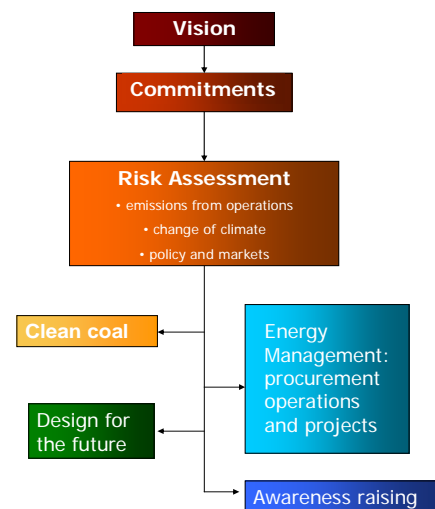 Vision
Commitments
Risk Assessment
• emissions from operations
• change of climate
• policy and markets
Clean coal
Energy
Management:
procurement
operations
and projects
Design for
the future
Awareness raising